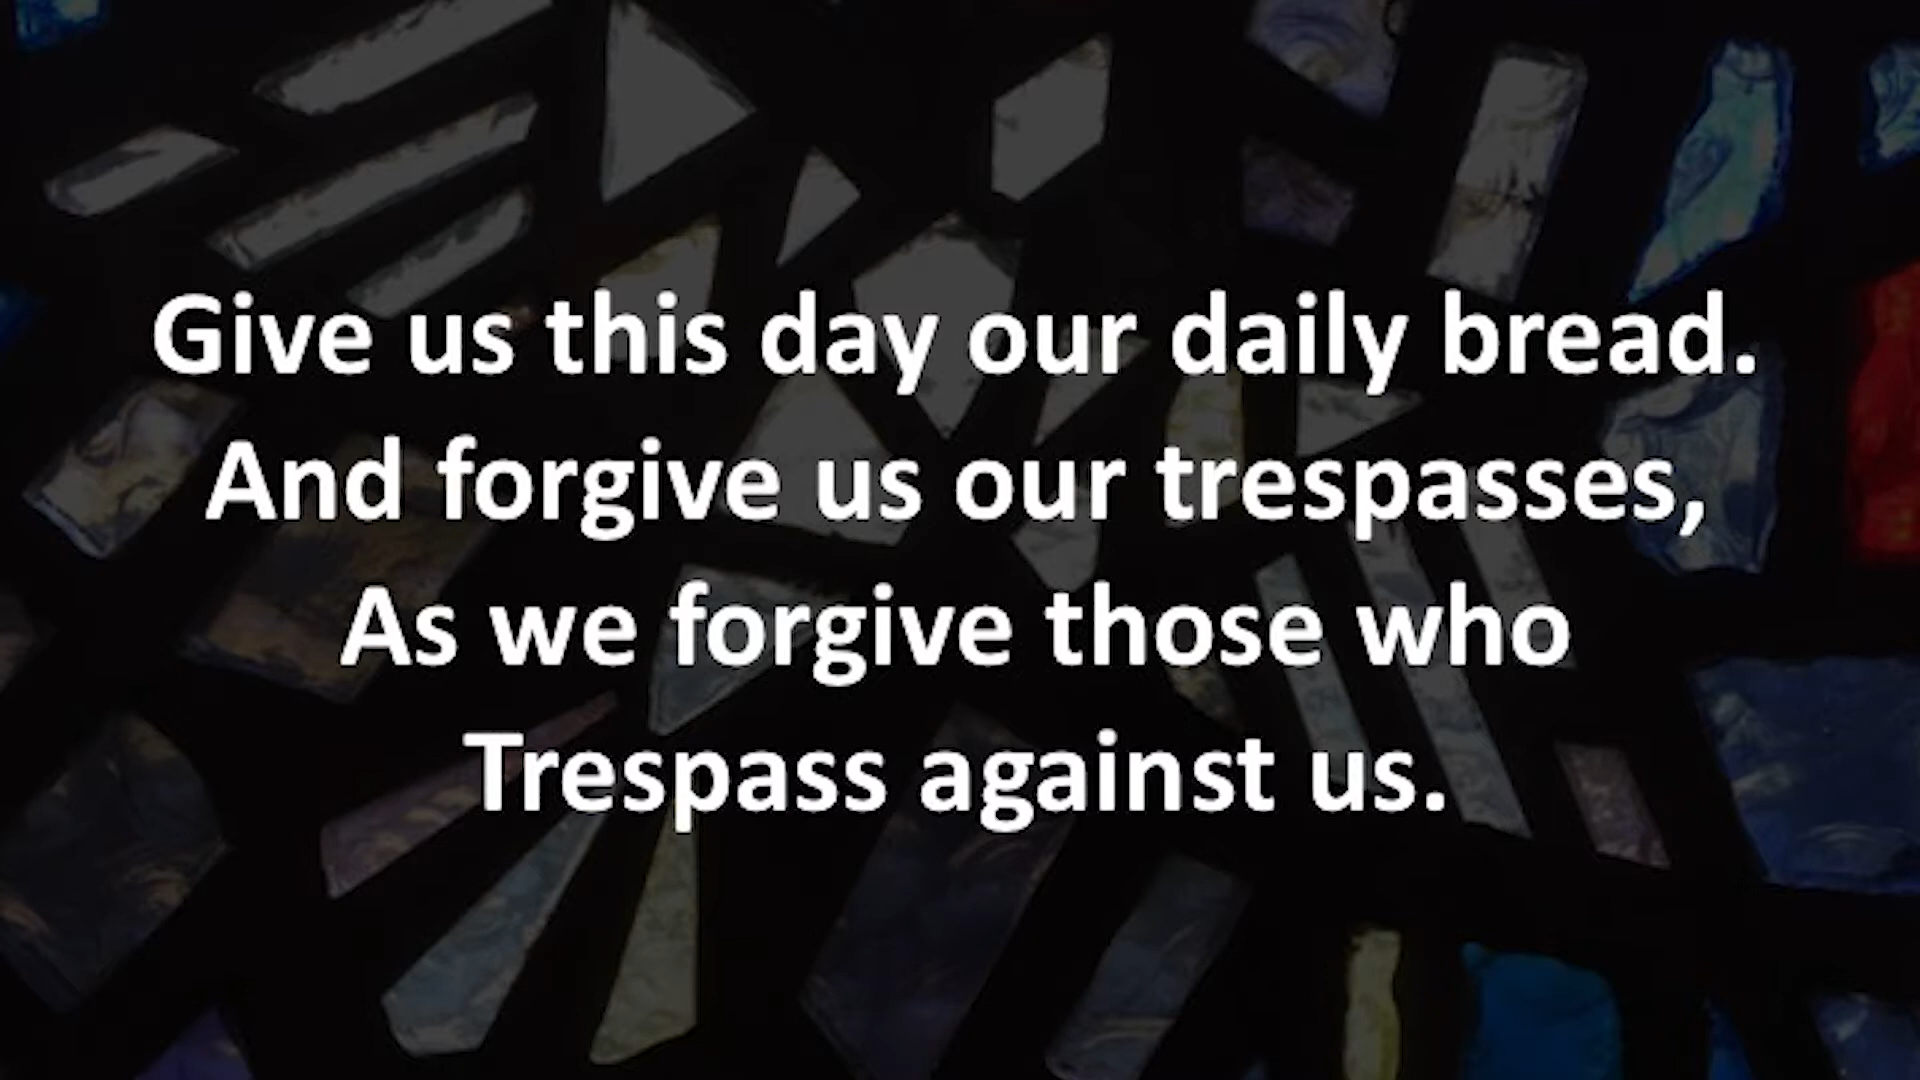 Give us this day our daily bread.
And forgive us our trespasses,
As we forgive those who
Trespass against us.